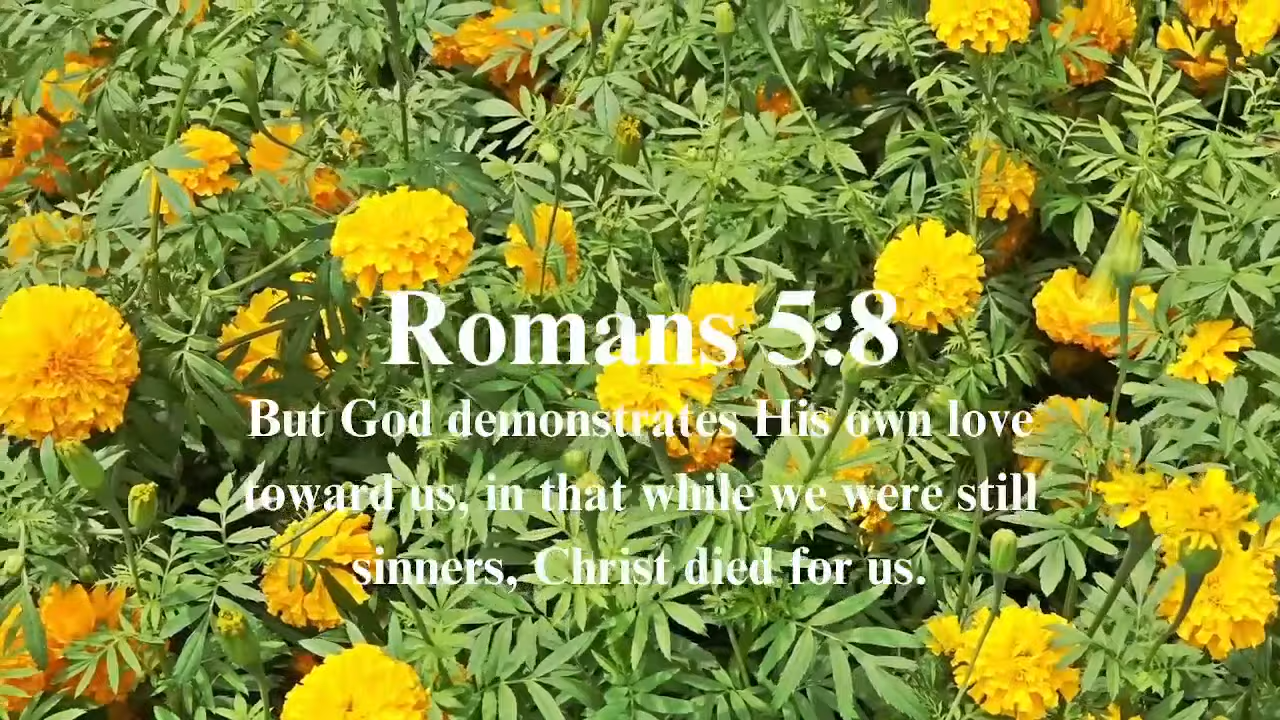 Romans 5:8
But God demonstrates His own love
toward us, in that while we were still
sinners, Christ died for us.